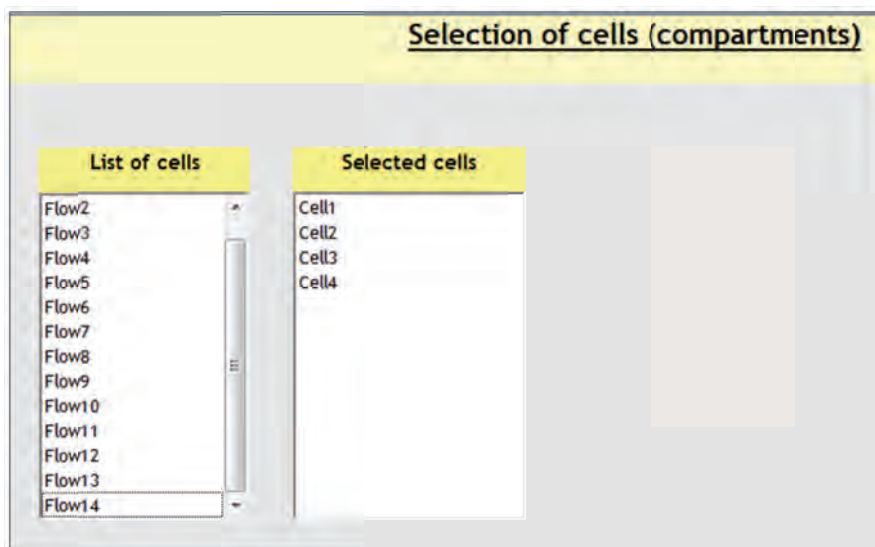 Selection of cells (compartments)
List of cells
Flow2
Flow3
Flow4
Flow5
Flow6
Flow7
Flow8
Flow9
Flow10
Flow11
Flow12
Flow13
Flow14
Selected cells
Cell1
Cell2
Cell3
Cell4